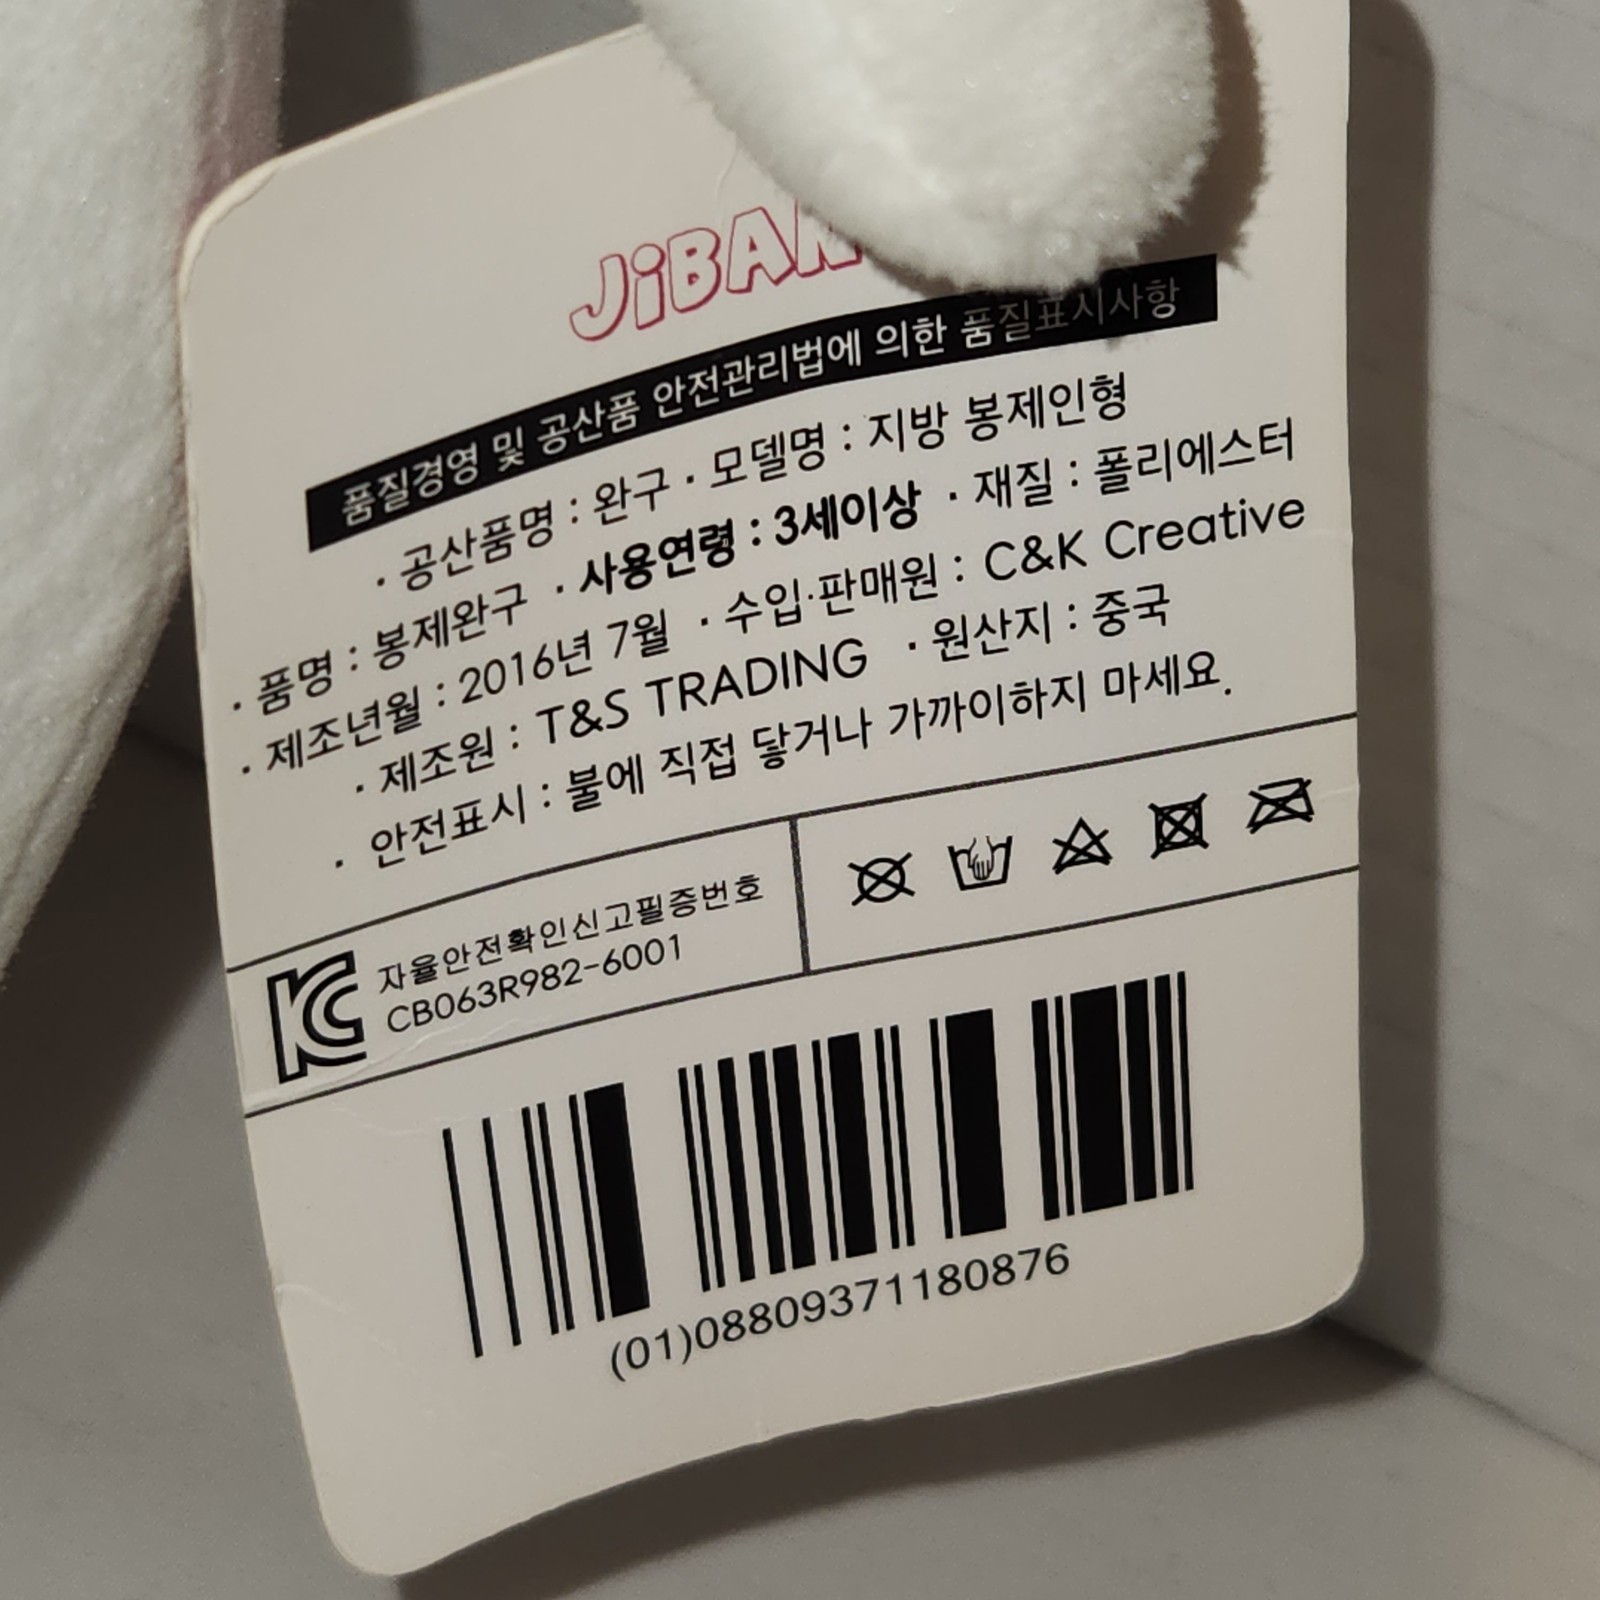 JiBAN
품질경영 및 공산품 안전관리법에 의한 품질표시사항
· 공산품명 : 완구 · 모델명 : 지방 봉제인형
· 품명 : 봉제완구 · 사용연령 : 3세이상 · 재질 : 폴리에스터
· 제조년월 : 2016년 7월 · 수입·판매원 : C&K Creative
· 제조원 : T&S TRADING · 원산지 : 중국
· 안전표시 : 불에 직접 닿거나 가까이하지 마세요.
자율안전확인신고필증번호
CB063R982-6001
(01)08809371180876